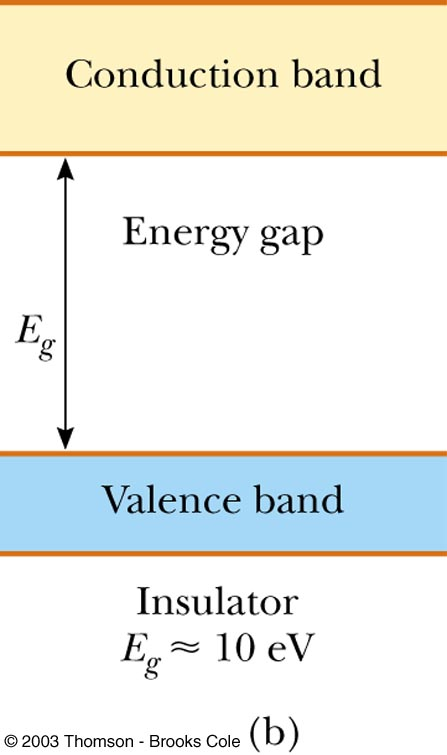 Conduction band
Energy gap
E_g
Valence band
Insulator
E_g ≈ 10 eV
© 2003 Thomson - Brooks Cole (b)